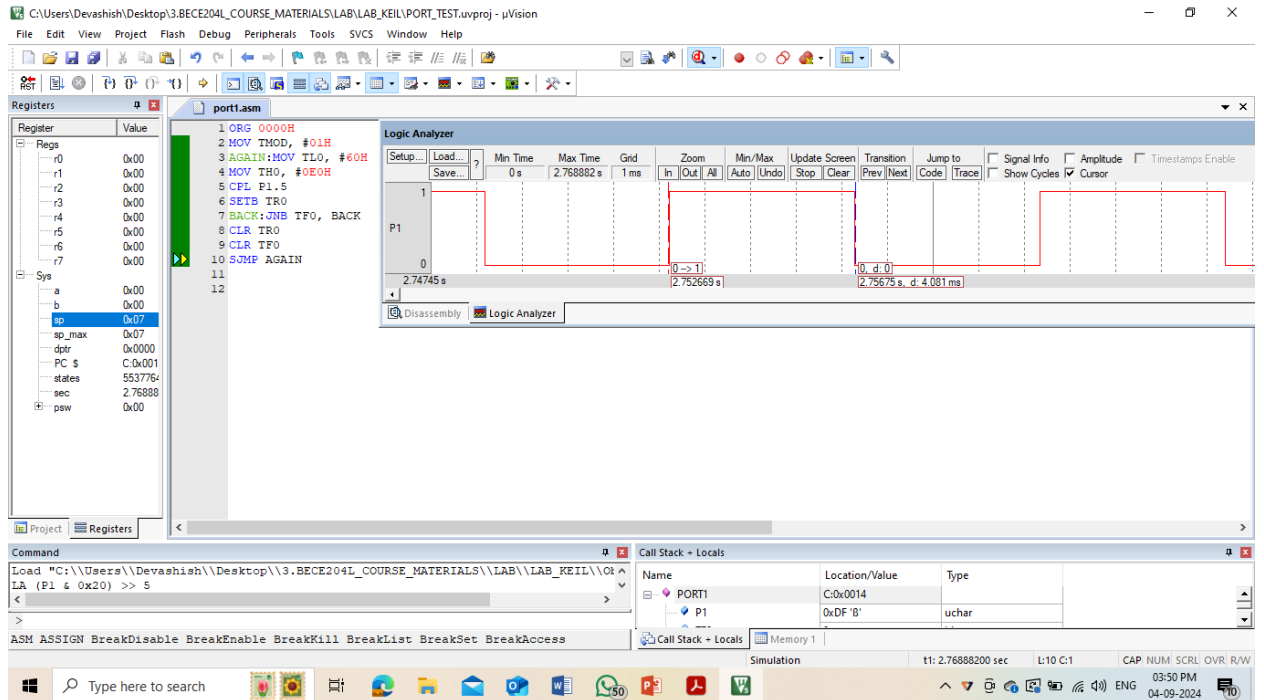 C:\Users\Devashish\Desktop\3.BECE204L_COURSE_MATERIALS\LAB\LAB_KEIL\PORT_TEST.uvproj - µVision
File Edit View Project Flash Debug Peripherals Tools SVCS Window Help
RST
Registers
port1.asm
Register Value
Regs
r0 0x00
r1 0x00
r2 0x00
r3 0x00
r4 0x00
r5 0x00
r6 0x00
r7 0x00
Sys
a 0x00
b 0x00
sp 0x07
sp_max 0x07
dptr 0x0000
PC $ C:0x001
states 5537764
sec 2.76888
psw 0x00
Project Registers
1 ORG 0000H
2 MOV TMOD, #01H
3 AGAIN:MOV TL0, #60H
4 MOV TH0, #0E0H
5 CPL P1.5
6 SETB TR0
7 BACK:JNB TF0, BACK
8 CLR TR0
9 CLR TF0
10 SJMP AGAIN
11
12
Logic Analyzer
Setup... Load... ? Min Time Max Time Grid Zoom Min/Max Update Screen Transition Jump to Signal Info Amplitude Timestamps Enable
Save... 0 s 2.768882 s 1 ms In Out All Auto Undo Stop Clear Prev Next Code Trace Show Cycles Cursor
1
P1
0
0 --> 1 0, d: 0
2.74745 s 2.752669 s 2.75675 s, d: 4.081 ms
Disassembly Logic Analyzer
Command
Load "C:\\Users\\Devashish\\Desktop\\3.BECE204L_COURSE_MATERIALS\\LAB\\LAB_KEIL\\Ob
LA (P1 & 0x20) >> 5
>
ASM ASSIGN BreakDisable BreakEnable BreakKill BreakList BreakSet BreakAccess
Call Stack + Locals
Name Location/Value Type
PORT1 C:0x0014
P1 0xDF 'ß' uchar
Call Stack + Locals Memory 1
Simulation t1: 2.76888200 sec L:10 C:1 CAP NUM SCRL OVR R/W
Type here to search
50
ENG
03:50 PM
04-09-2024
10